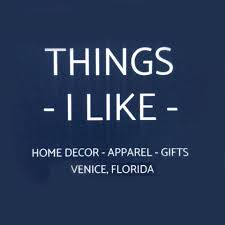 THINGS
- I LIKE -
HOME DECOR - APPAREL - GIFTS
VENICE, FLORIDA